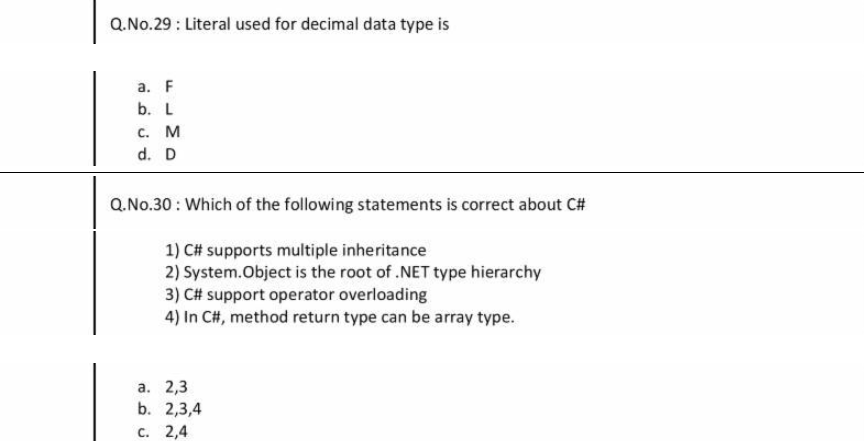 Q.No.29 : Literal used for decimal data type is
a. F
b. L
c. M
d. D
Q.No.30 : Which of the following statements is correct about C#
1) C# supports multiple inheritance
2) System.Object is the root of .NET type hierarchy
3) C# support operator overloading
4) In C#, method return type can be array type.
a. 2,3
b. 2,3,4
c. 2,4